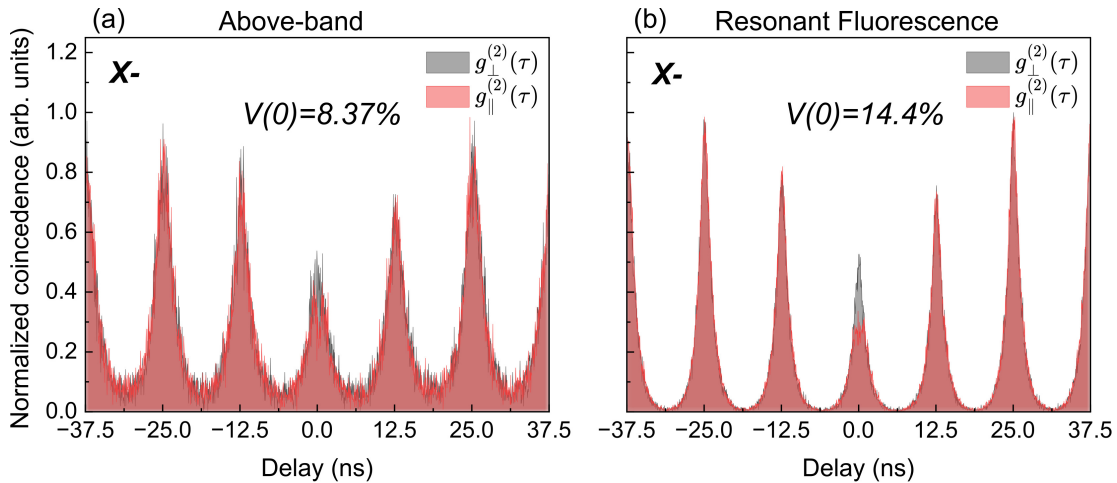 (a) Above-band
Normalized coincedence (arb. units)
1.2
1.0
0.8
0.6
0.4
0.2
0.0
X-
V(0)=8.37%
g⊥^(2)(τ)
g∥^(2)(τ)
−37.5 −25.0 −12.5 0.0 12.5 25.0 37.5
Delay (ns)
(b) Resonant Fluorescence
X-
V(0)=14.4%
g⊥^(2)(τ)
g∥^(2)(τ)
−37.5 −25.0 −12.5 0.0 12.5 25.0 37.5
Delay (ns)